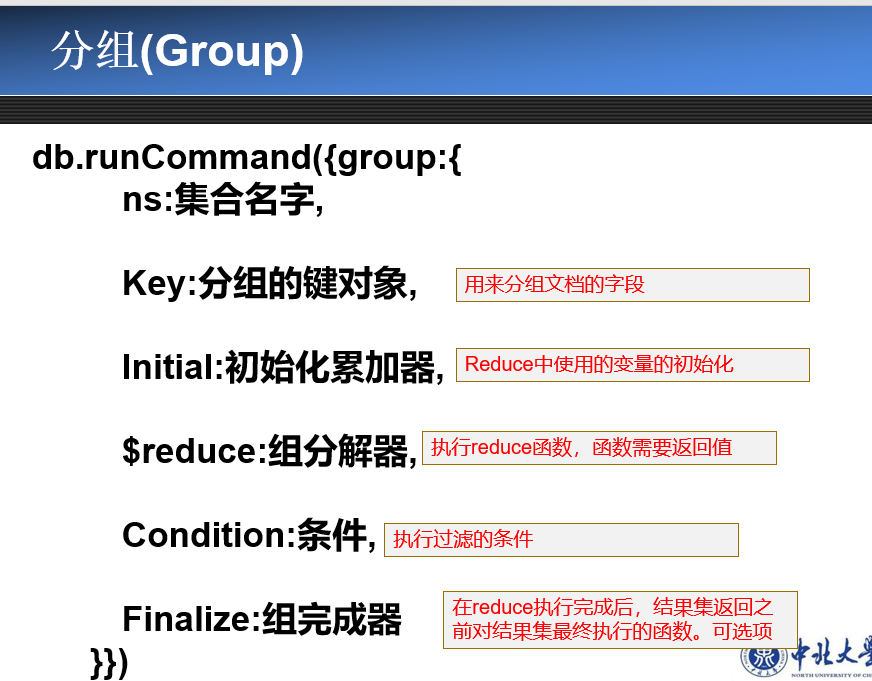 分组(Group)
db.runCommand({group:{
ns:集合名字,
Key:分组的键对象,
用来分组文档的字段
Initial:初始化累加器,
Reduce中使用的变量的初始化
$reduce:组分解器,
执行reduce函数，函数需要返回值
Condition:条件,
执行过滤的条件
Finalize:组完成器
在reduce执行完成后，结果集返回之
前对结果集最终执行的函数。可选项
}})
中北大學
NORTH UNIVERSITY OF